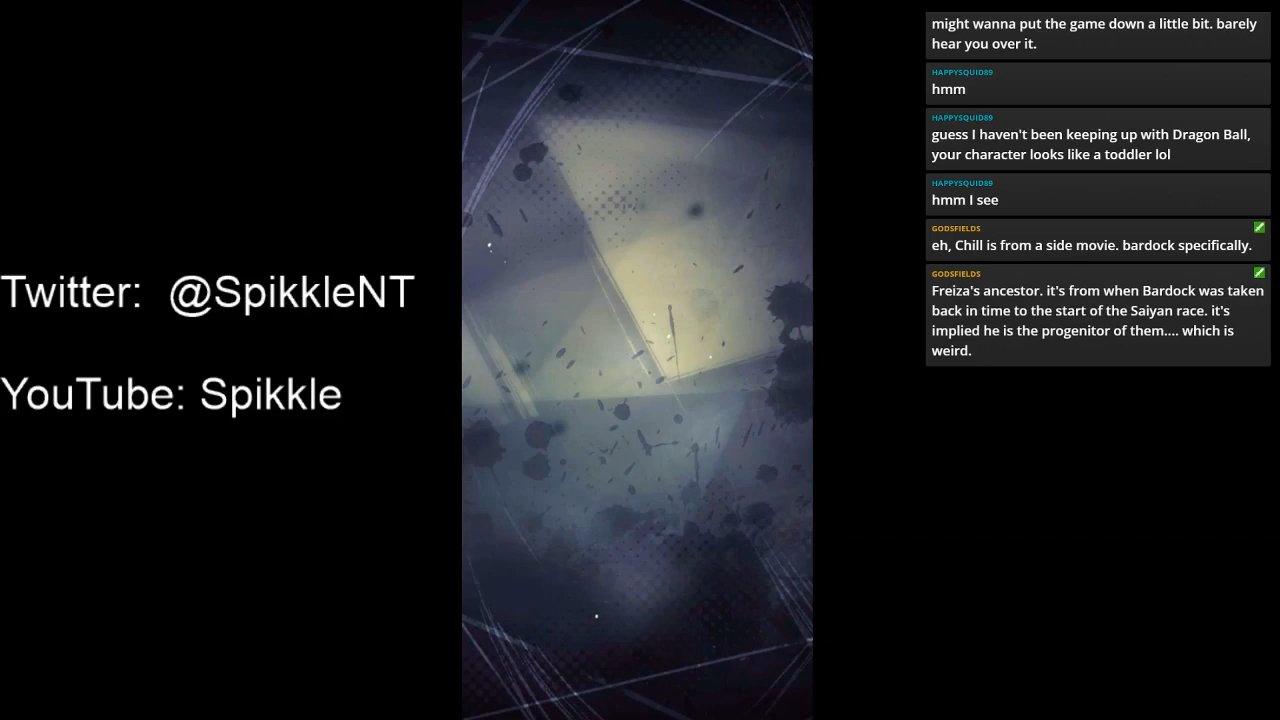 Twitter: @SpikkleNT
YouTube: Spikkle
might wanna put the game down a little bit. barely
hear you over it.
HAPPYSQUID89
hmm
HAPPYSQUID89
guess I haven't been keeping up with Dragon Ball,
your character looks like a toddler lol
HAPPYSQUID89
hmm I see
GODSFIELDS
eh, Chill is from a side movie. bardock specifically.
GODSFIELDS
Freiza's ancestor. it's from when Bardock was taken
back in time to the start of the Saiyan race. it's
implied he is the progenitor of them.... which is
weird.